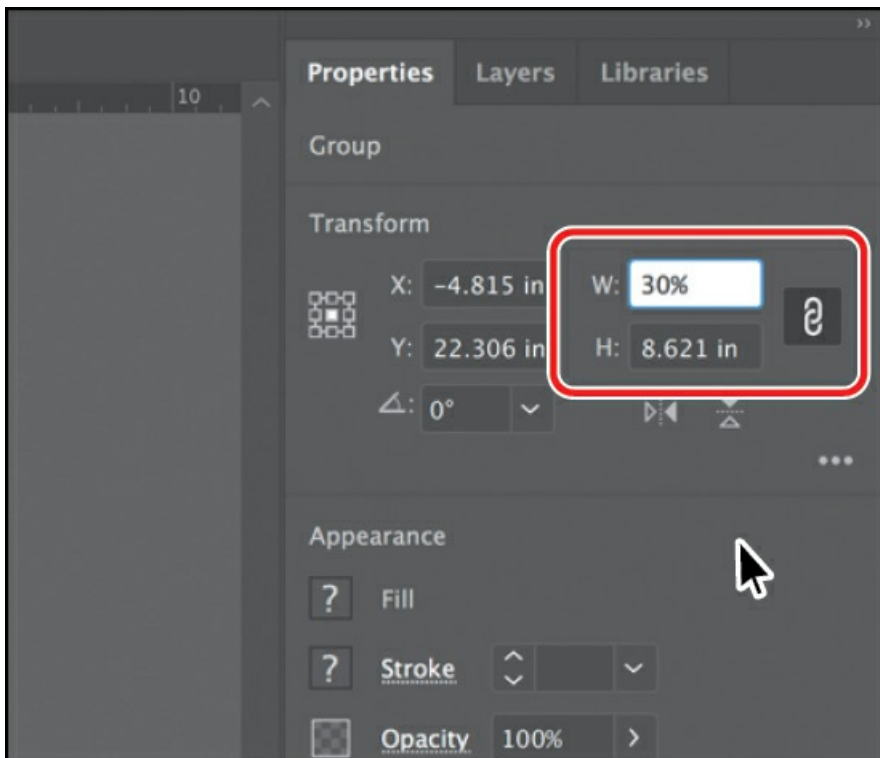 10
Properties Layers Libraries
Group
Transform
X: -4.815 in W: 30%
Y: 22.306 in H: 8.621 in
0°
Appearance
? Fill
? Stroke
Opacity 100%